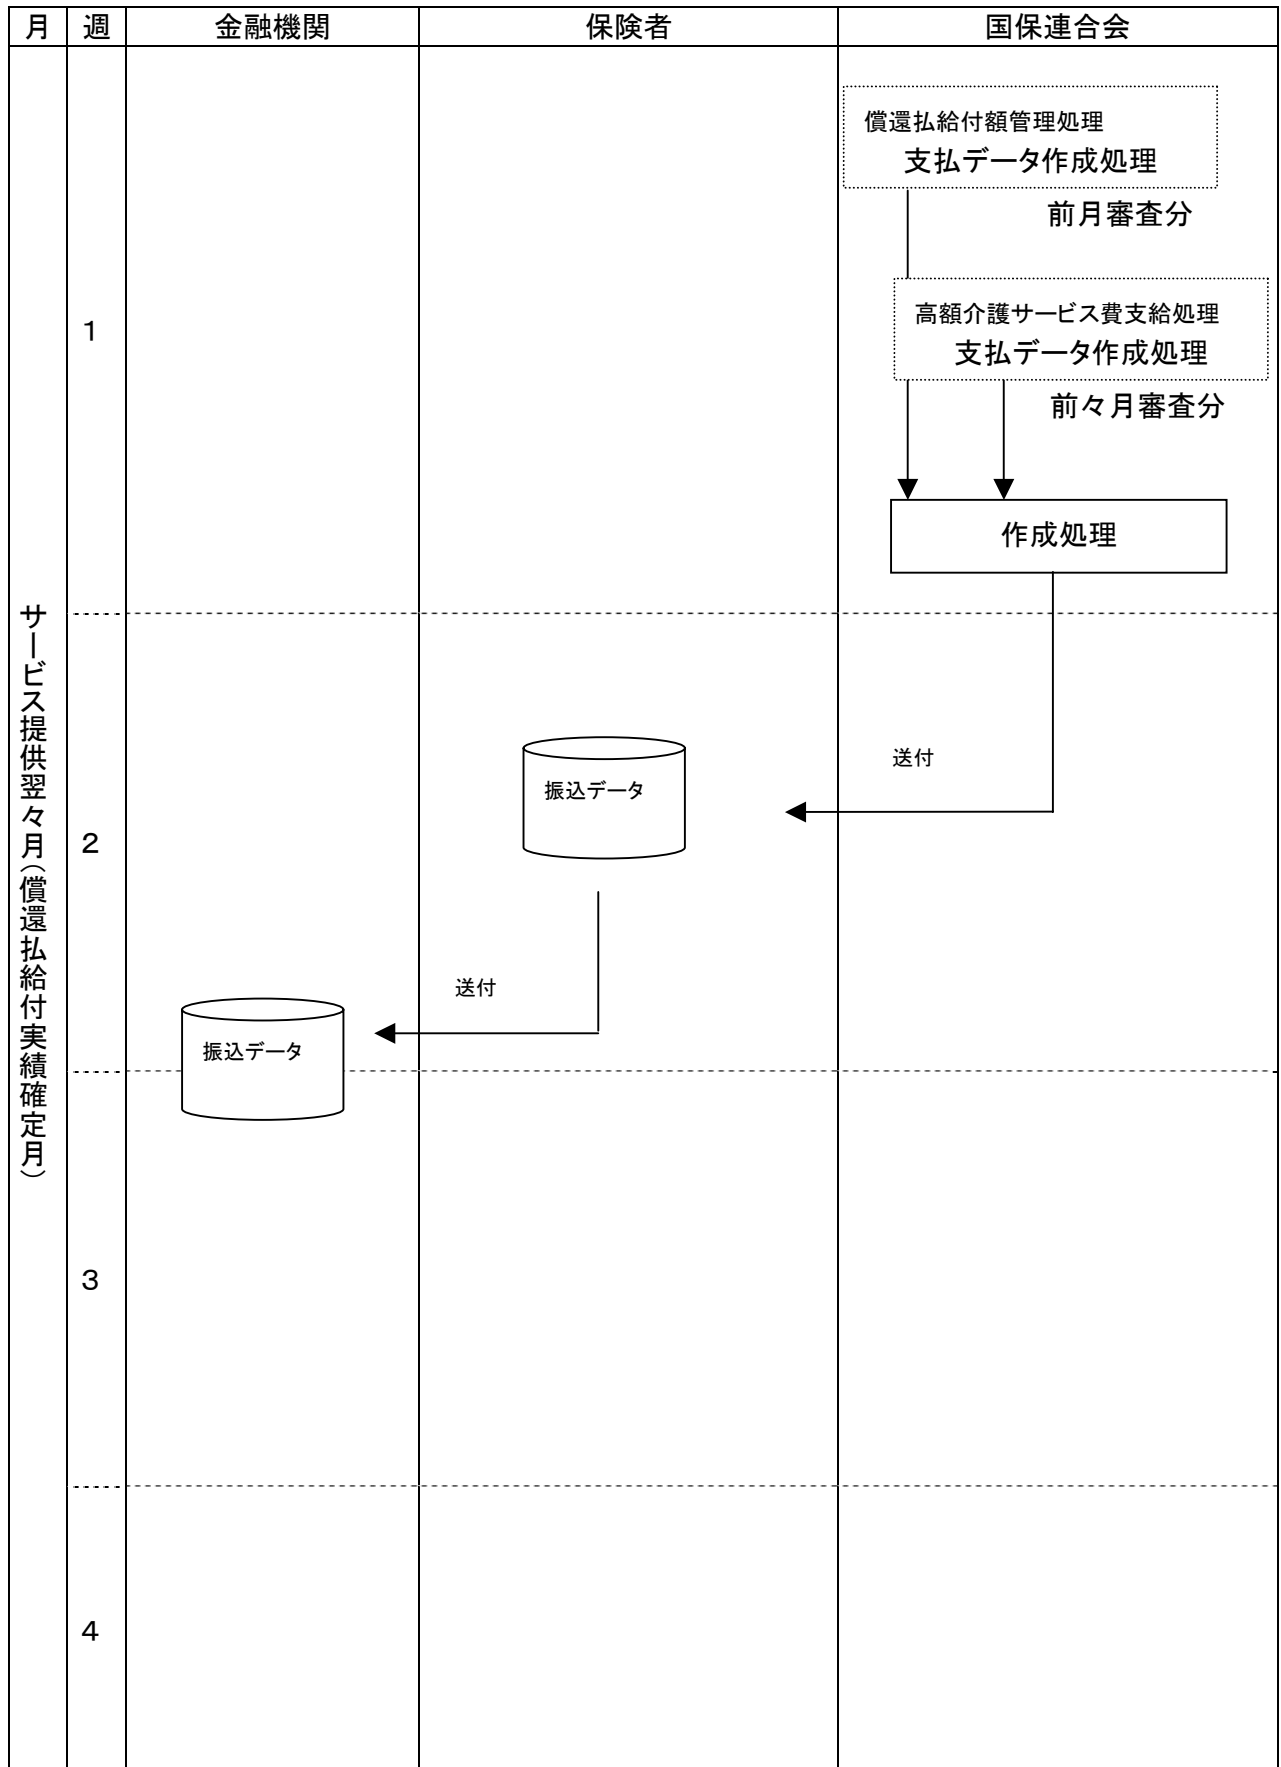 月 週 金融機関 保険者 国保連合会
償還払給付額管理処理
支払データ作成処理
前月審査分
高額介護サービス費支給処理
支払データ作成処理
前々月審査分
1
作成処理
サービス提供翌々月（償還払給付実績確定月）
送付
振込データ
2
送付
振込データ
3
4